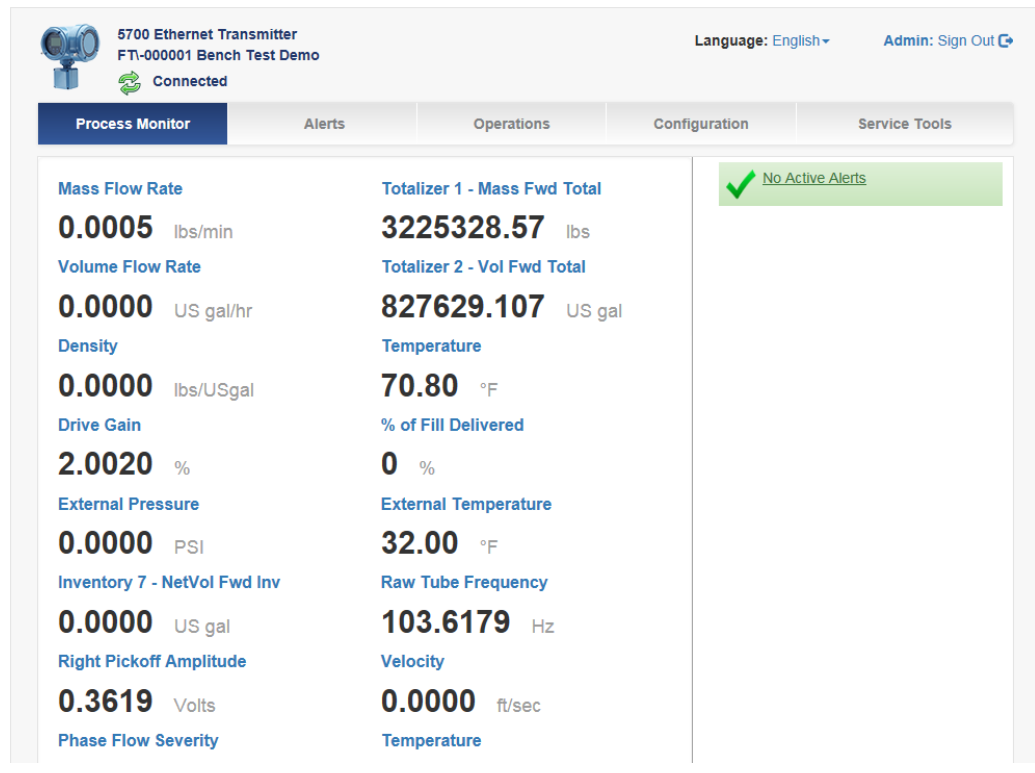 5700 Ethernet Transmitter
FT\-000001 Bench Test Demo
Connected
Language: English
Admin: Sign Out
Process Monitor
Alerts
Operations
Configuration
Service Tools
Mass Flow Rate
0.0005 lbs/min
Totalizer 1 - Mass Fwd Total
3225328.57 lbs
Volume Flow Rate
0.0000 US gal/hr
Totalizer 2 - Vol Fwd Total
827629.107 US gal
Density
0.0000 lbs/USgal
Temperature
70.80 °F
Drive Gain
2.0020 %
% of Fill Delivered
0 %
External Pressure
0.0000 PSI
External Temperature
32.00 °F
Inventory 7 - NetVol Fwd Inv
0.0000 US gal
Raw Tube Frequency
103.6179 Hz
Right Pickoff Amplitude
0.3619 Volts
Velocity
0.0000 ft/sec
Phase Flow Severity
Temperature
No Active Alerts